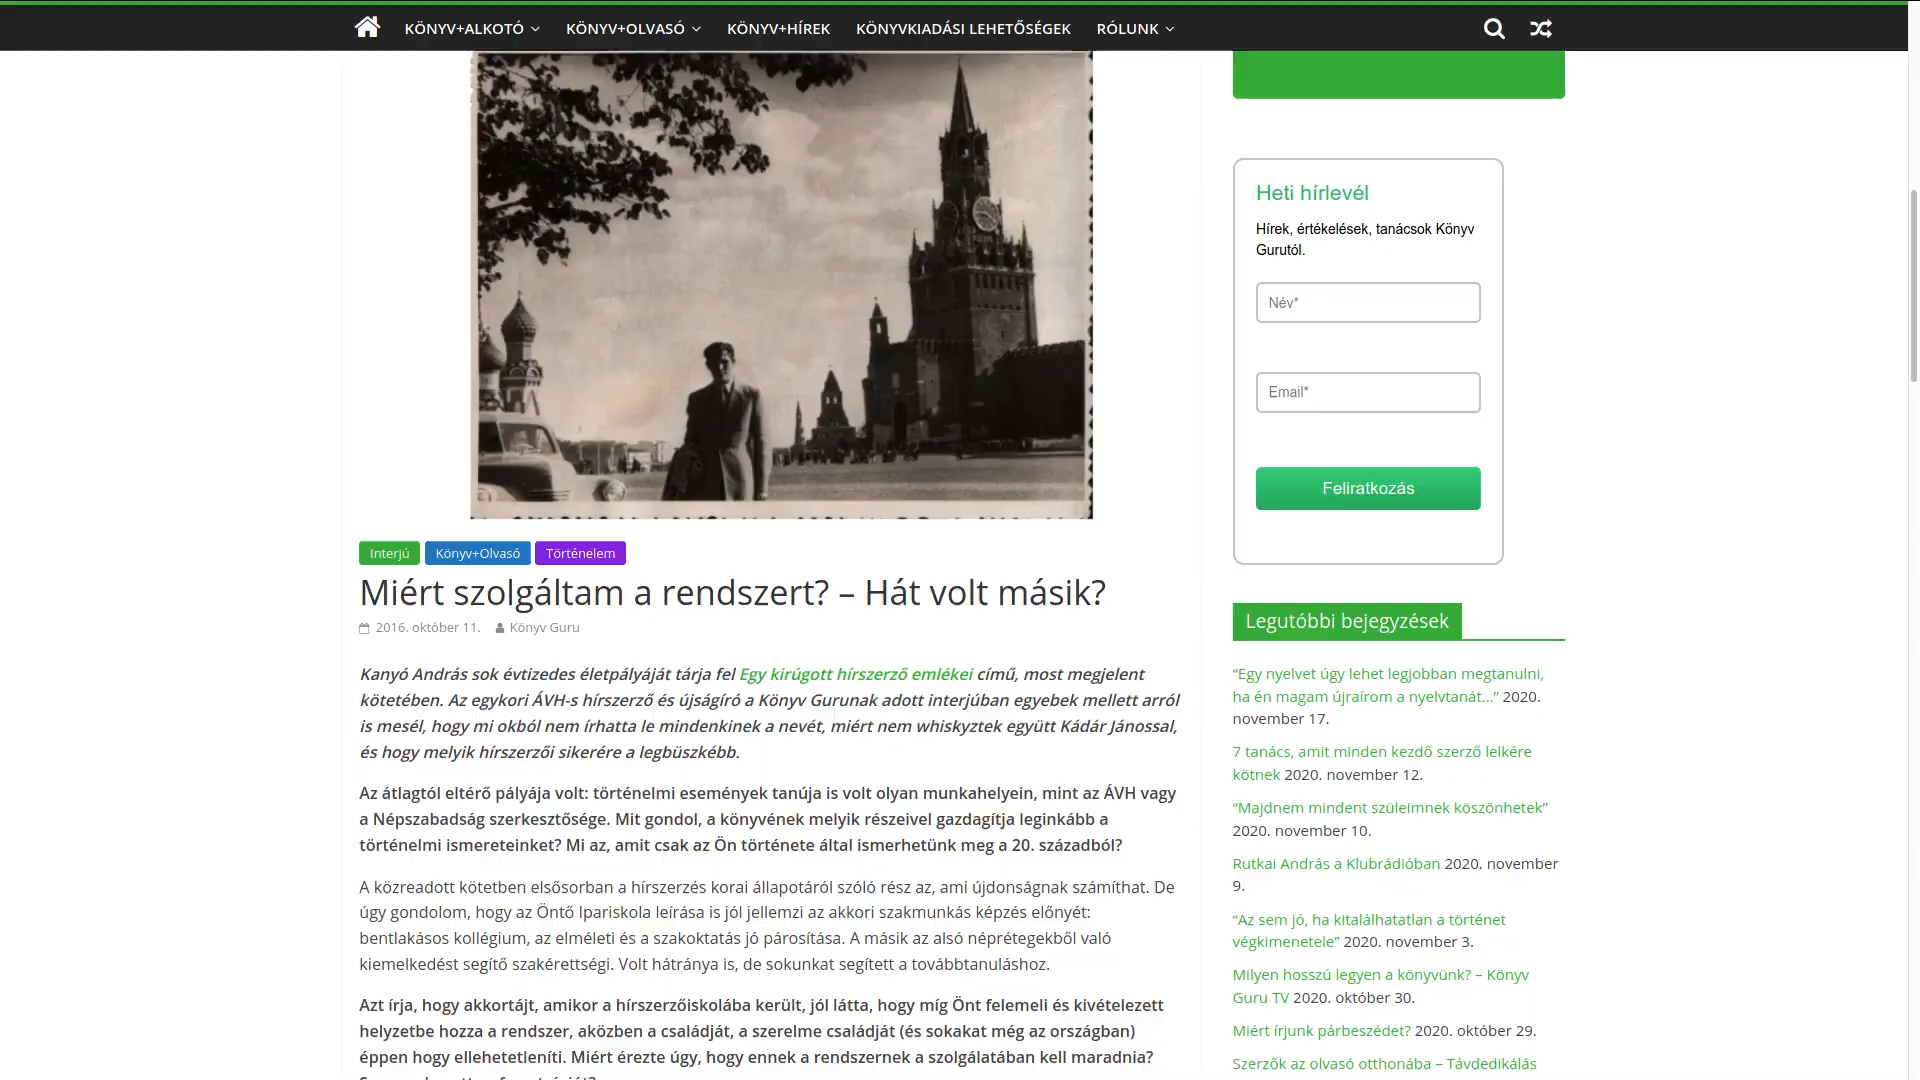 KÖNYV+ALKOTÓ KÖNYV+OLVASÓ KÖNYV+HÍREK KÖNYVKIADÁSI LEHETŐSÉGEK RÓLUNK
Interjú Könyv+Olvasó Történelem
Miért szolgáltam a rendszert? – Hát volt másik?
2016. október 11. Könyv Guru
Kanyó András sok évtizedes életpályáját tárja fel Egy kirúgott hírszerző emlékei című, most megjelent
kötetében. Az egykori ÁVH-s hírszerző és újságíró a Könyv Gurunak adott interjúban egyebek mellett arról
is mesél, hogy mi okból nem írhatta le mindenkinek a nevét, miért nem whiskyztek együtt Kádár Jánossal,
és hogy melyik hírszerzői sikerére a legbüszkébb.
Az átlagtól eltérő pályája volt: történelmi események tanúja is volt olyan munkahelyein, mint az ÁVH vagy
a Népszabadság szerkesztősége. Mit gondol, a könyvének melyik részeivel gazdagítja leginkább a
történelmi ismereteinket? Mi az, amit csak az Ön története által ismerhetünk meg a 20. századból?
A közreadott kötetben elsősorban a hírszerzés korai állapotáról szóló rész az, ami újdonságnak számíthat. De
úgy gondolom, hogy az Öntő Ipariskola leírása is jól jellemzi az akkori szakmunkás képzés előnyét:
bentlakásos kollégium, az elméleti és a szakoktatás jó párosítása. A másik az alsó néprétegekből való
kiemelkedést segítő szakérettségi. Volt hátránya is, de sokunkat segített a továbbtanuláshoz.
Azt írja, hogy akkortájt, amikor a hírszerzőiskolába került, jól látta, hogy míg Önt felemeli és kivételezett
helyzetbe hozza a rendszer, aközben a családját, a szerelme családját (és sokakat még az országban)
éppen hogy ellehetetleníti. Miért érezte úgy, hogy ennek a rendszernek a szolgálatában kell maradnia?
Heti hírlevél
Hírek, értékelések, tanácsok Könyv
Gurutól.
Név*
Email*
Feliratkozás
Legutóbbi bejegyzések
“Egy nyelvet úgy lehet legjobban megtanulni,
ha én magam újraírom a nyelvtanát…” 2020.
november 17.
7 tanács, amit minden kezdő szerző lelkére
kötnek 2020. november 12.
“Majdnem mindent szüleimnek köszönhetek”
2020. november 10.
Rutkai András a Klubrádióban 2020. november
9.
“Az sem jó, ha kitalálhatatlan a történet
végkimenetele” 2020. november 3.
Milyen hosszú legyen a könyvünk? – Könyv
Guru TV 2020. október 30.
Miért írjunk párbeszédet? 2020. október 29.
Szerzők az olvasó otthonába – Távdedikálás